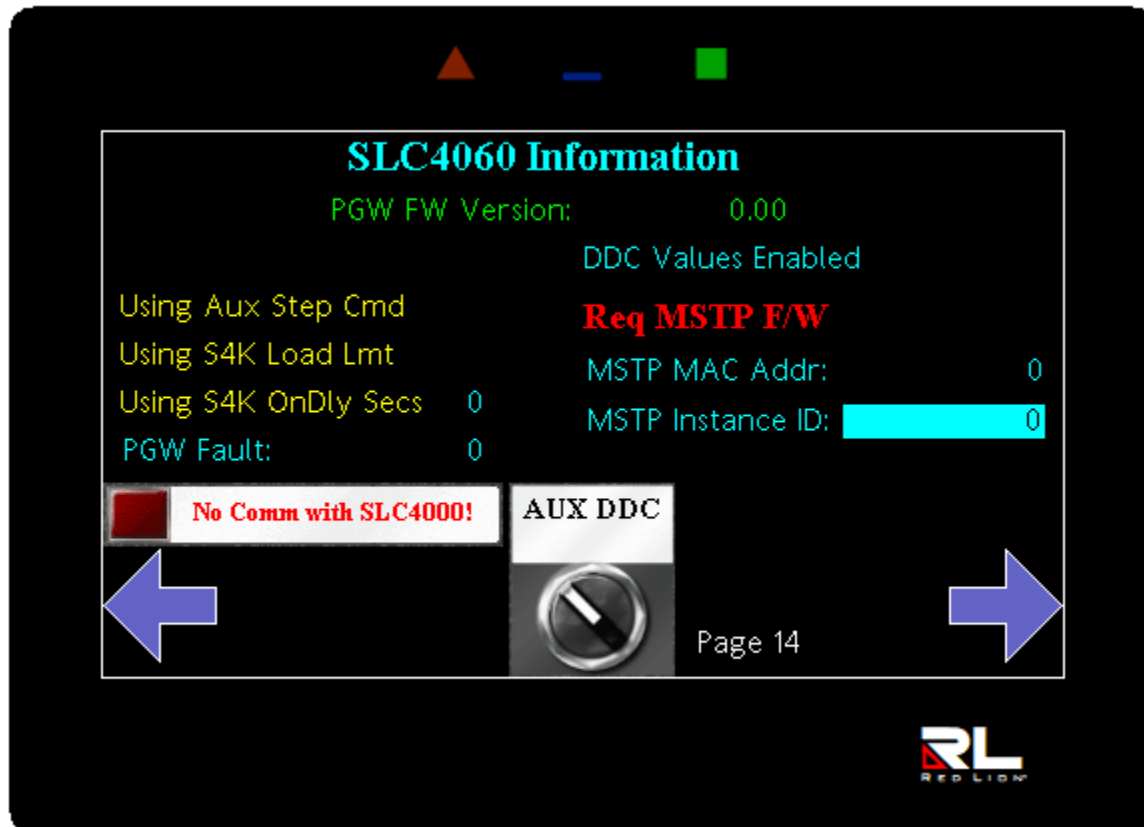 SLC4060 Information
PGW FW Version: 0.00
DDC Values Enabled
Using Aux Step Cmd
Req MSTP F/W
Using S4K Load Lmt
MSTP MAC Addr: 0
Using S4K OnDly Secs 0
MSTP Instance ID: 0
PGW Fault: 0
No Comm with SLC4000!
AUX DDC
Page 14
RL
RED LION